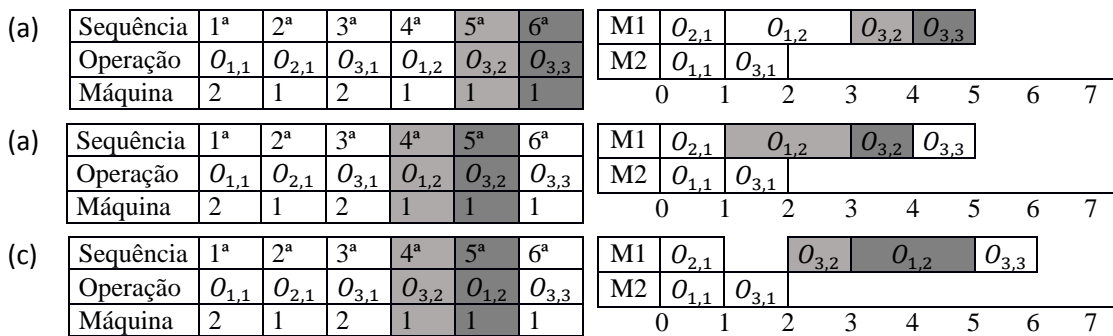 (a)
Sequência 1ª 2ª 3ª 4ª 5ª 6ª
Operação O1,1 O2,1 O3,1 O1,2 O3,2 O3,3
Máquina 2 1 2 1 1 1
M1 O2,1 O1,2 O3,2 O3,3
M2 O1,1 O3,1
0 1 2 3 4 5 6 7
(a)
Sequência 1ª 2ª 3ª 4ª 5ª 6ª
Operação O1,1 O2,1 O3,1 O1,2 O3,2 O3,3
Máquina 2 1 2 1 1 1
M1 O2,1 O1,2 O3,2 O3,3
M2 O1,1 O3,1
0 1 2 3 4 5 6 7
(c)
Sequência 1ª 2ª 3ª 4ª 5ª 6ª
Operação O1,1 O2,1 O3,1 O3,2 O1,2 O3,3
Máquina 2 1 2 1 1 1
M1 O2,1 O3,2 O1,2 O3,3
M2 O1,1 O3,1
0 1 2 3 4 5 6 7